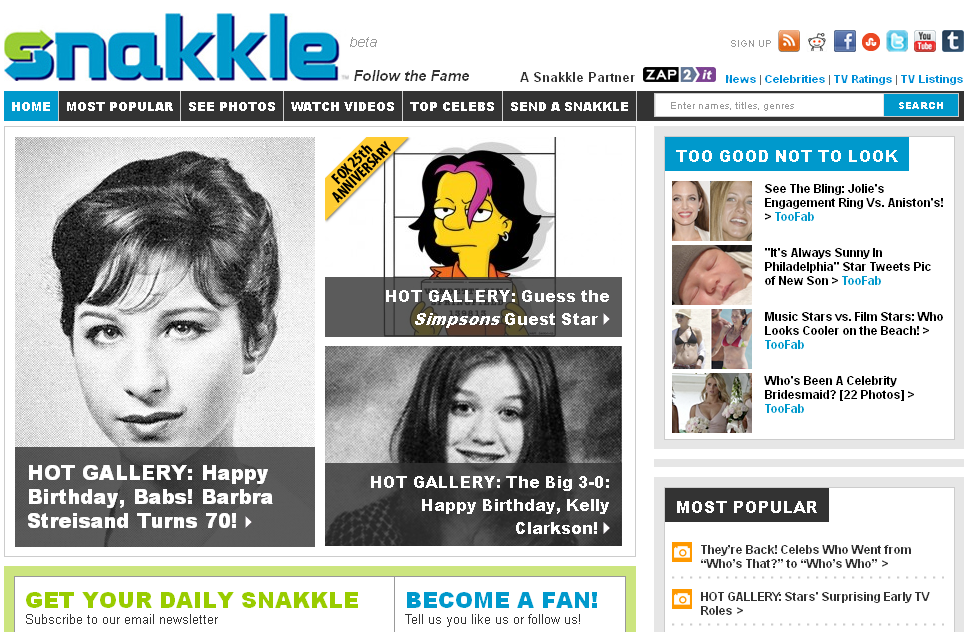 snakkle
beta
Follow the Fame
SIGN UP
You
Tube
A Snakkle Partner ZAP2it
News | Celebrities | TV Ratings | TV Listings
HOME MOST POPULAR SEE PHOTOS WATCH VIDEOS TOP CELEBS SEND A SNAKKLE
Enter names, titles, genres SEARCH
HOT GALLERY: Happy
Birthday, Babs! Barbra
Streisand Turns 70!
FOX 25th
ANNIVERSARY
HOT GALLERY: Guess the
Simpsons Guest Star
HOT GALLERY: The Big 3-0:
Happy Birthday, Kelly
Clarkson!
TOO GOOD NOT TO LOOK
See The Bling: Jolie's
Engagement Ring Vs. Aniston's!
> TooFab
"It's Always Sunny In
Philadelphia" Star Tweets Pic
of New Son > TooFab
Music Stars vs. Film Stars: Who
Looks Cooler on the Beach! >
TooFab
Who's Been A Celebrity
Bridesmaid? [22 Photos] >
TooFab
MOST POPULAR
They're Back! Celebs Who Went from
“Who's That?” to “Who's Who” >
HOT GALLERY: Stars' Surprising Early TV
Roles >
GET YOUR DAILY SNAKKLE
Subscribe to our email newsletter
BECOME A FAN!
Tell us you like us or follow us!